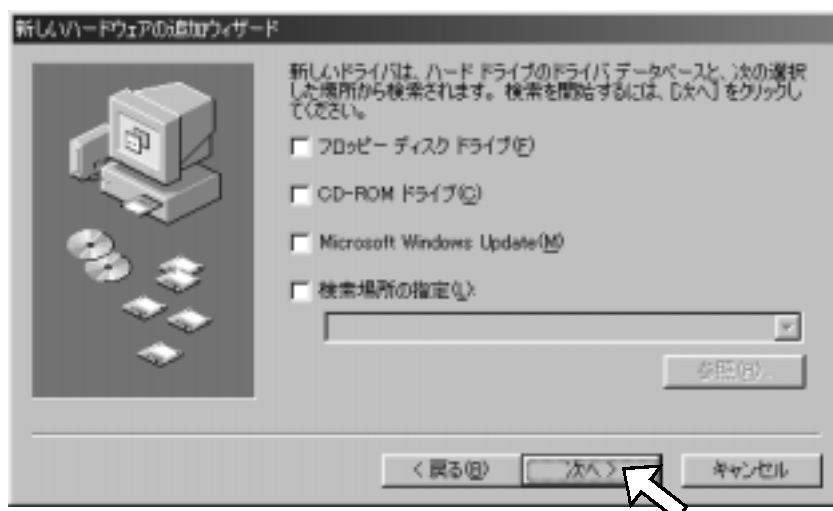 新しいハードウェアの追加ウィザード
新しいドライバは、ハード ドライブのドライバ データベースと、次の選択
した場所から検索されます。検索を開始するには、[次へ] をクリックし
てください。
フロッピー ディスク ドライブ(F)
CD-ROM ドライブ(C)
Microsoft Windows Update(M)
検索場所の指定(L):
参照(R)...
< 戻る(B)
次へ >
キャンセル